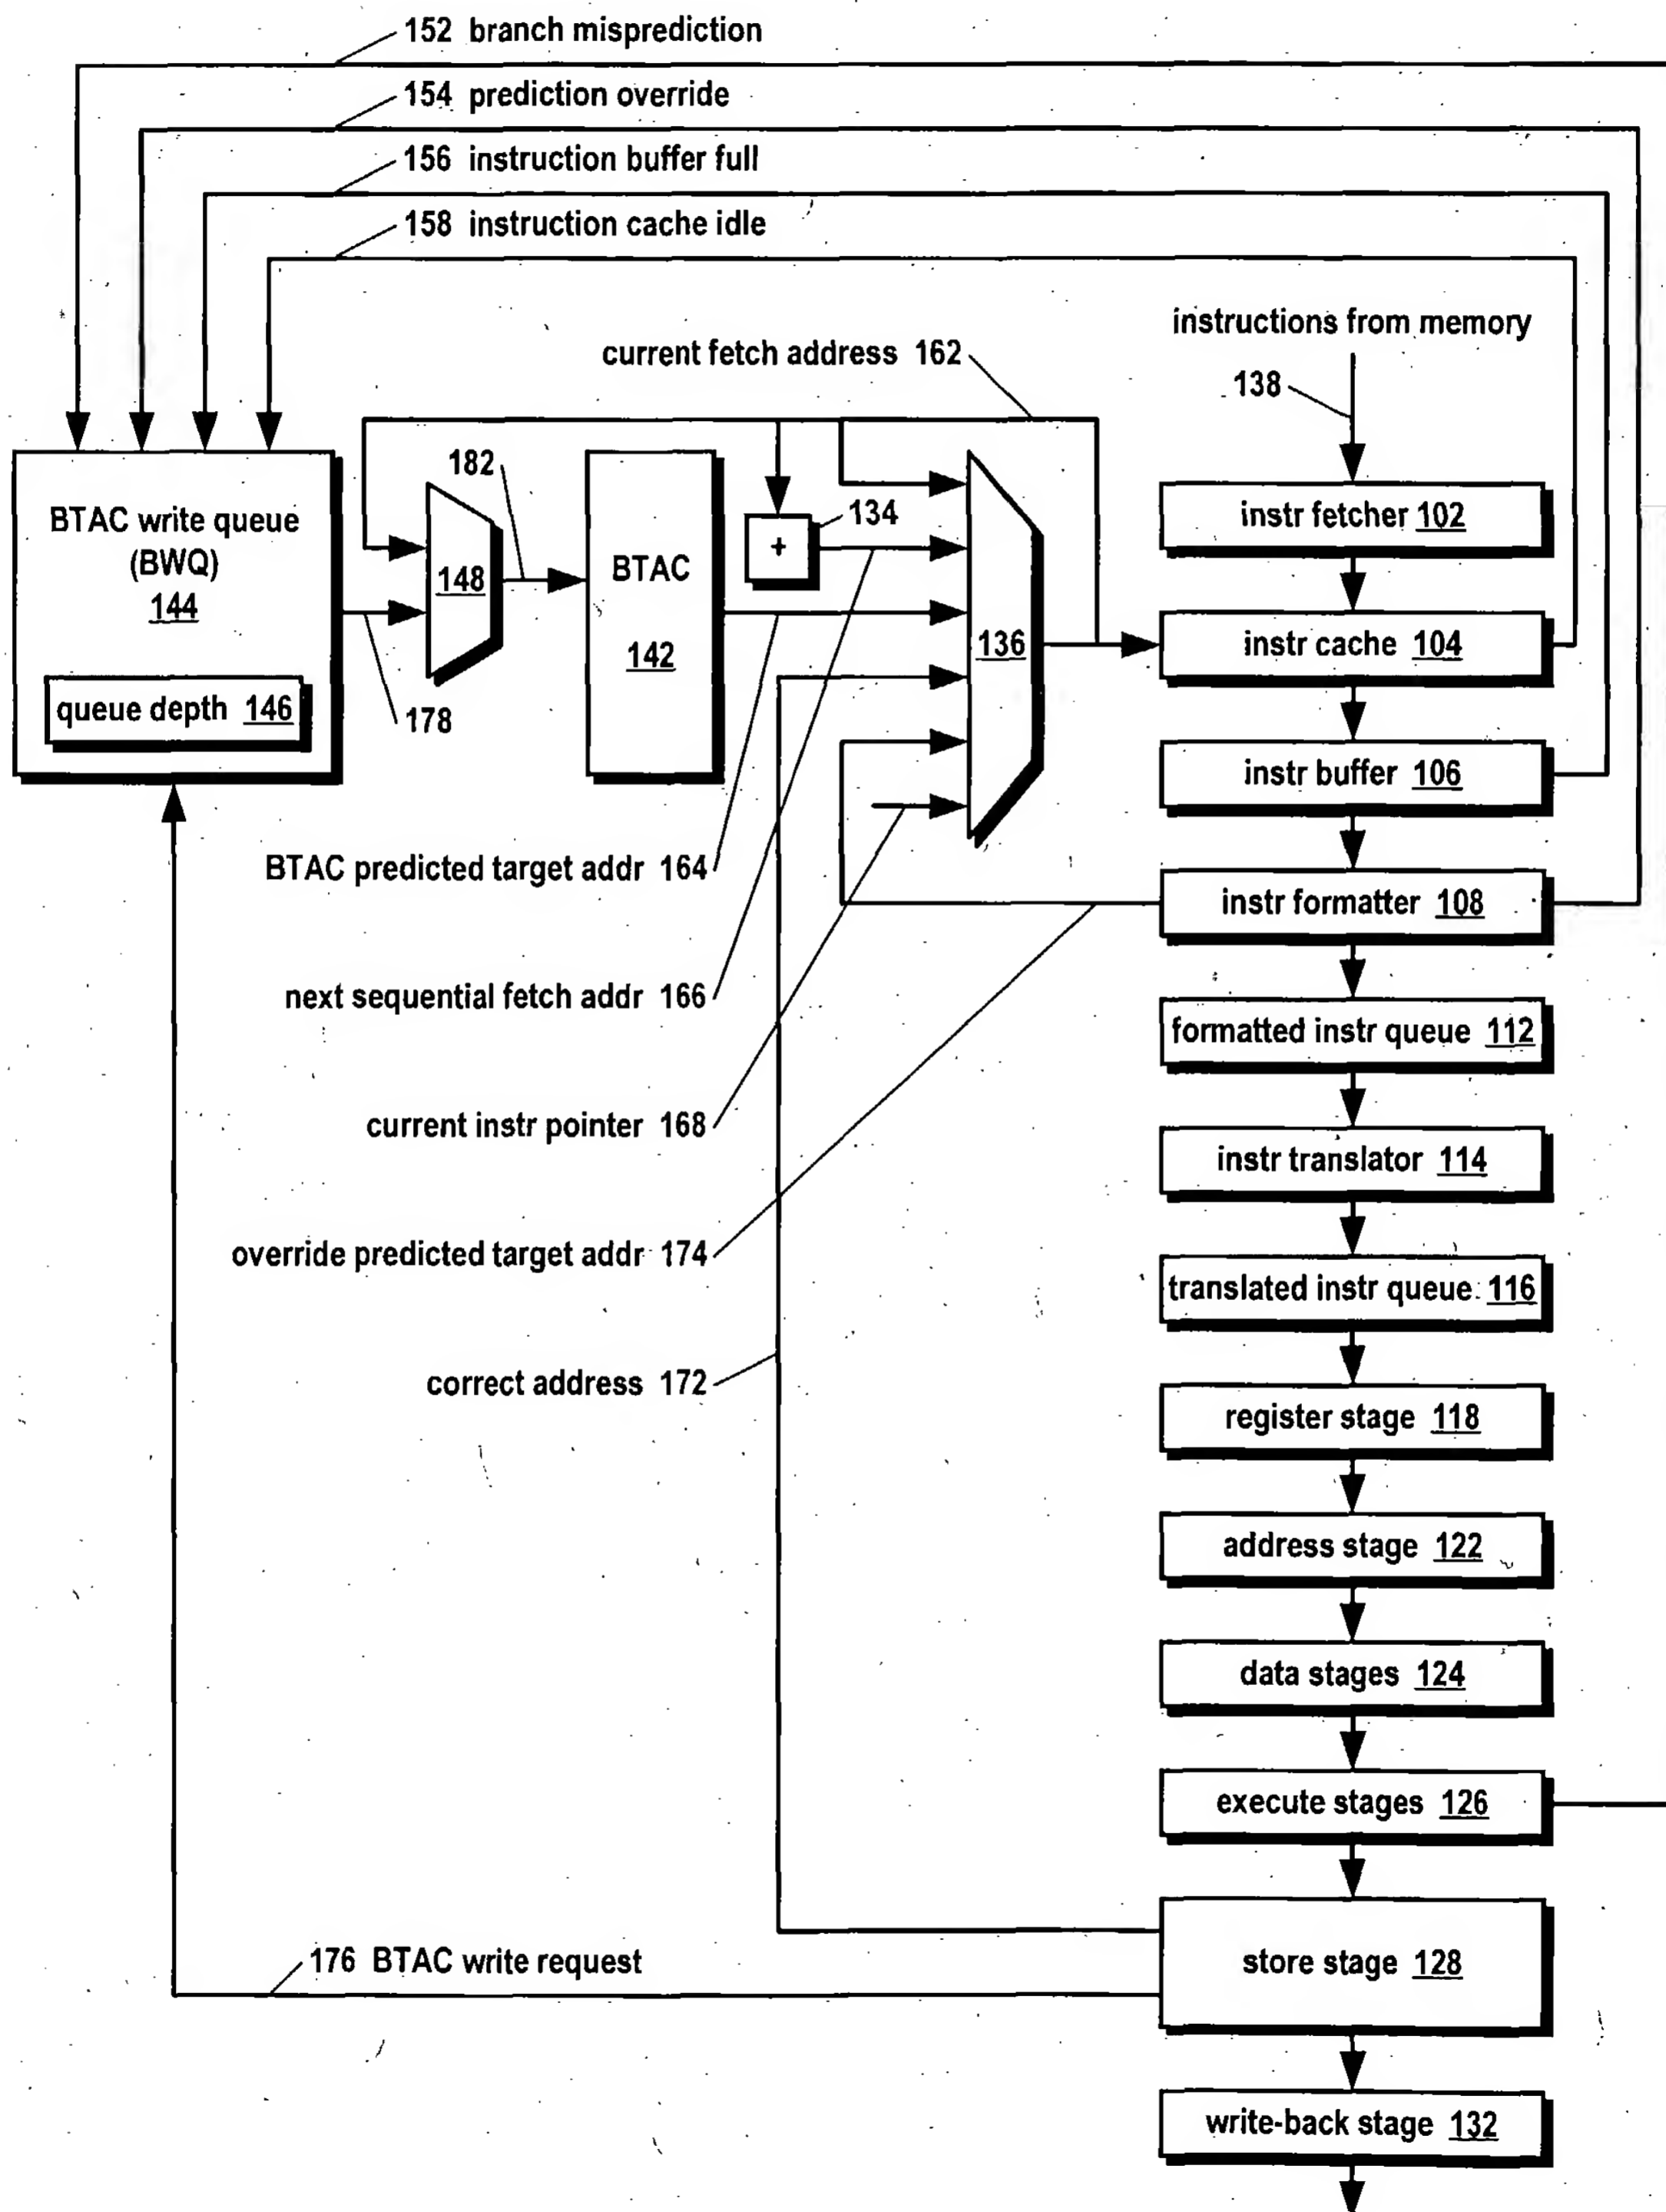 152 branch misprediction
154 prediction override
156 instruction buffer full
158 instruction cache idle
instructions from memory
current fetch address 162
138
182
BTAC write queue
(BWQ)
144
queue depth 146
148
178
BTAC
142
134
+
136
instr fetcher 102
instr cache 104
instr buffer 106
BTAC predicted target addr 164
instr formatter 108
next sequential fetch addr 166
formatted instr queue 112
current instr pointer 168
instr translator 114
override predicted target addr 174
translated instr queue 116
correct address 172
register stage 118
address stage 122
data stages 124
execute stages 126
176 BTAC write request
store stage 128
write-back stage 132